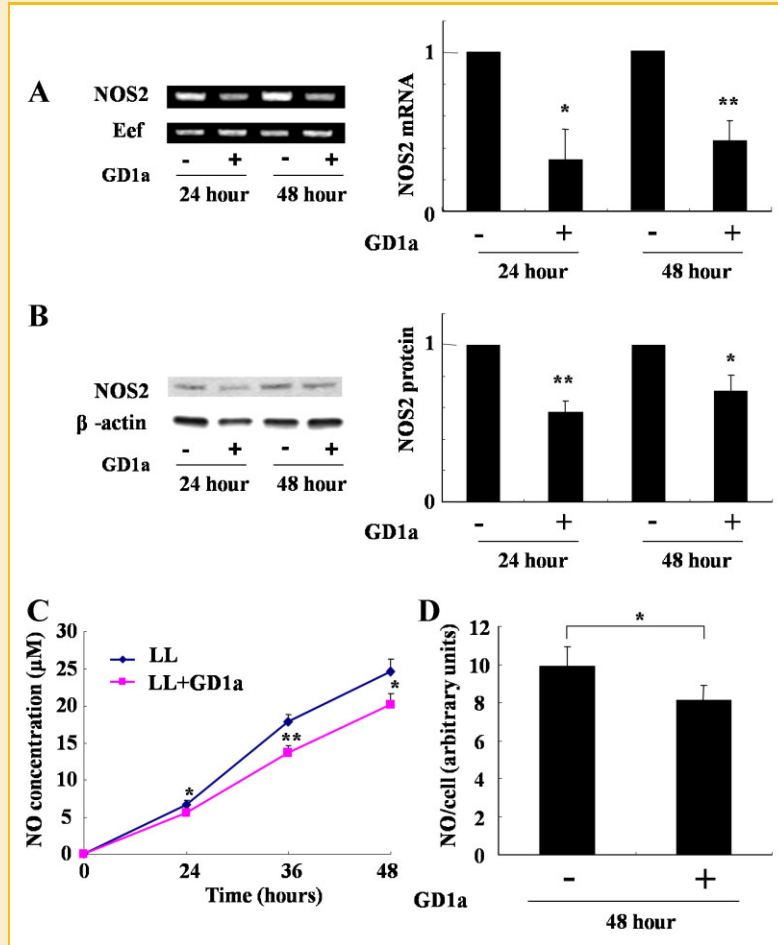 A
NOS2
Eef
- + - +
GD1a
24 hour 48 hour
NOS2 mRNA
1
0
* **
- + - +
GD1a
24 hour 48 hour
B
NOS2
β -actin
- + - +
GD1a
24 hour 48 hour
NOS2 protein
1
0
** *
- + - +
GD1a
24 hour 48 hour
C
NO concentration (μM)
30
25
20
15
10
5
0
LL
LL+GD1a
* ** *
0 24 36 48
Time (hours)
D
NO/cell (arbitrary units)
12
10
8
6
4
2
0
*
- +
GD1a
48 hour